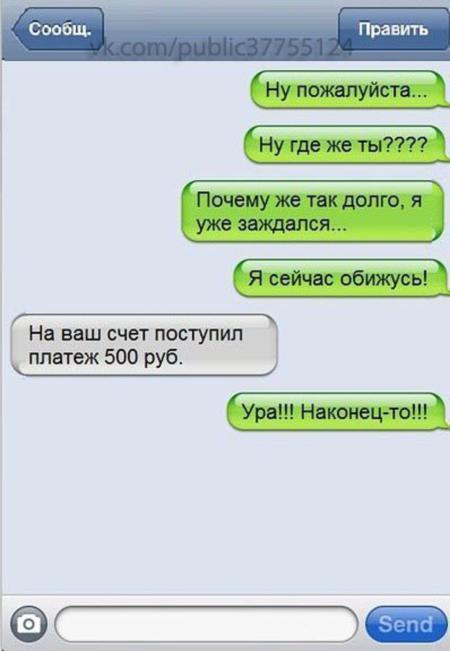 Сообщ.
Править
vk.com/public37755124
Ну пожалуйста...
Ну где же ты????
Почему же так долго, я
уже заждался...
Я сейчас обижусь!
На ваш счет поступил
платеж 500 руб.
Ура!!! Наконец-то!!!
Send